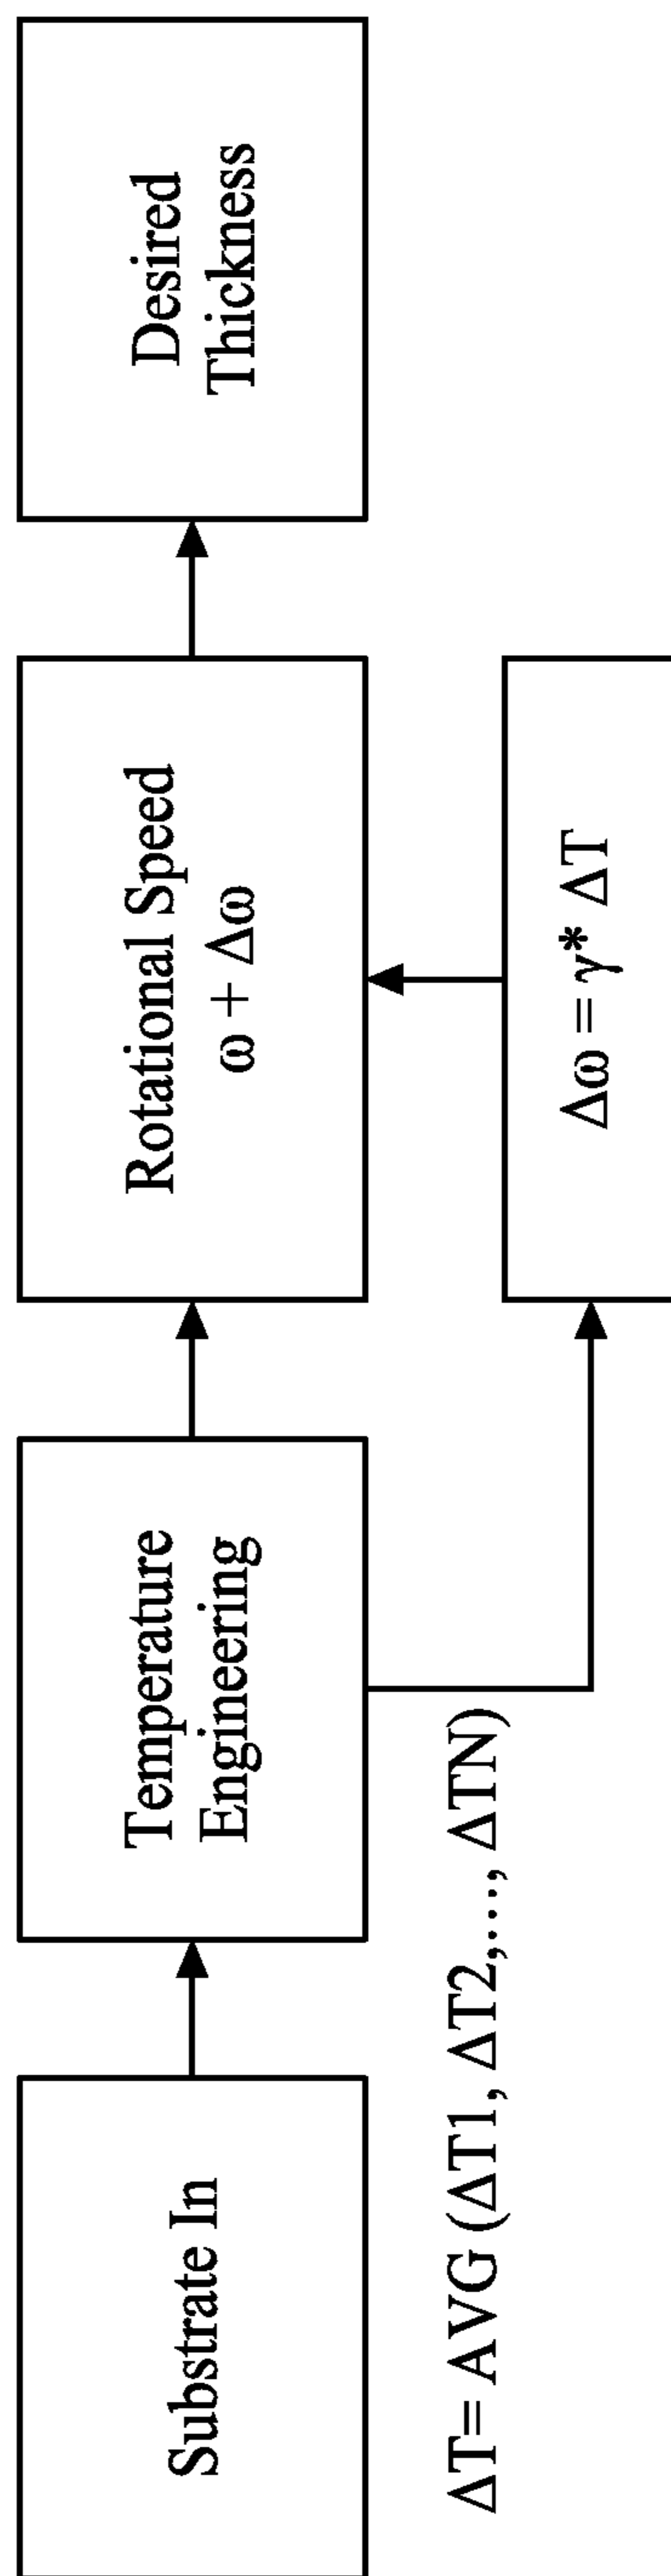 Substrate In
Temperature
Engineering
Rotational Speed
ω + Δω
Desired
Thickness
ΔT= AVG (ΔT1, ΔT2,..., ΔTN)
Δω = γ* ΔT